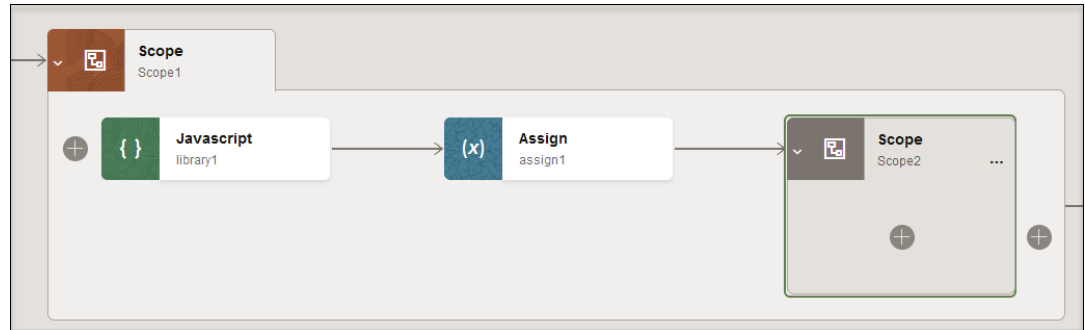 Scope
Scope1
{ }
Javascript
library1
(x)
Assign
assign1
Scope
Scope2
...